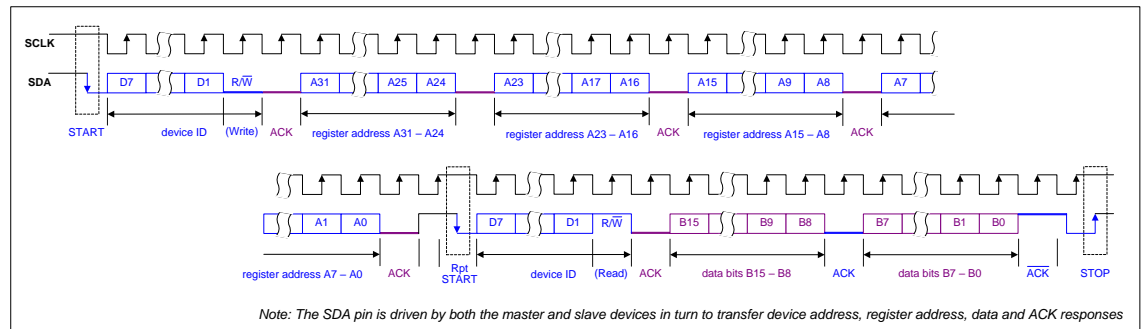 SCLK
SDA D7 D1 R/W̅ A31 A25 A24 A23 A17 A16 A15 A9 A8 A7
START device ID (Write) ACK register address A31 – A24 register address A23 – A16 ACK register address A15 – A8 ACK
A1 A0 D7 D1 R/W̅ B15 B9 B8 B7 B1 B0
register address A7 – A0 ACK Rpt START device ID (Read) ACK data bits B15 – B8 ACK data bits B7 – B0 A̅C̅K̅ STOP
Note: The SDA pin is driven by both the master and slave devices in turn to transfer device address, register address, data and ACK responses